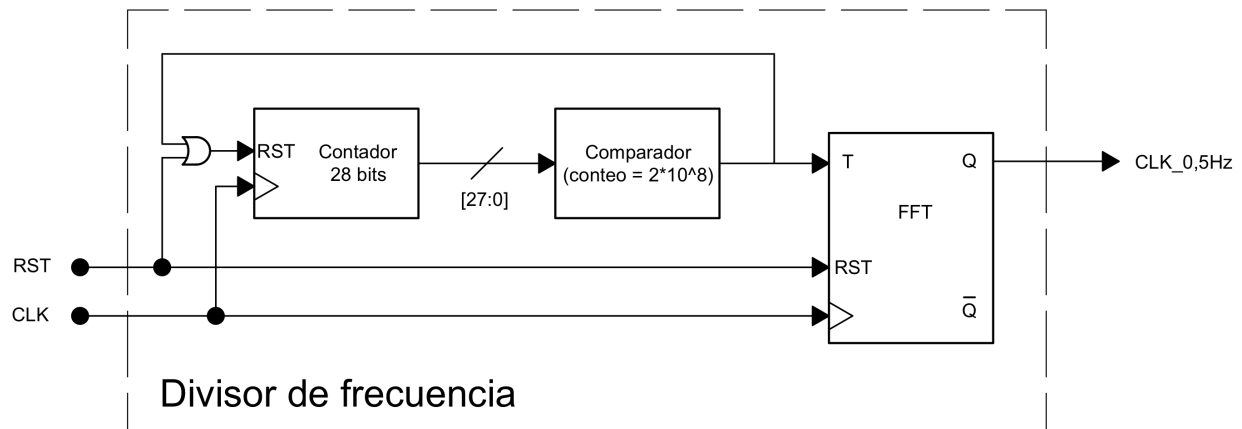 RST
Contador
28 bits
[27:0]
Comparador
(conteo = 2*10^8)
T
Q
CLK_0,5Hz
FFT
RST
RST
CLK
Q̅
Divisor de frecuencia